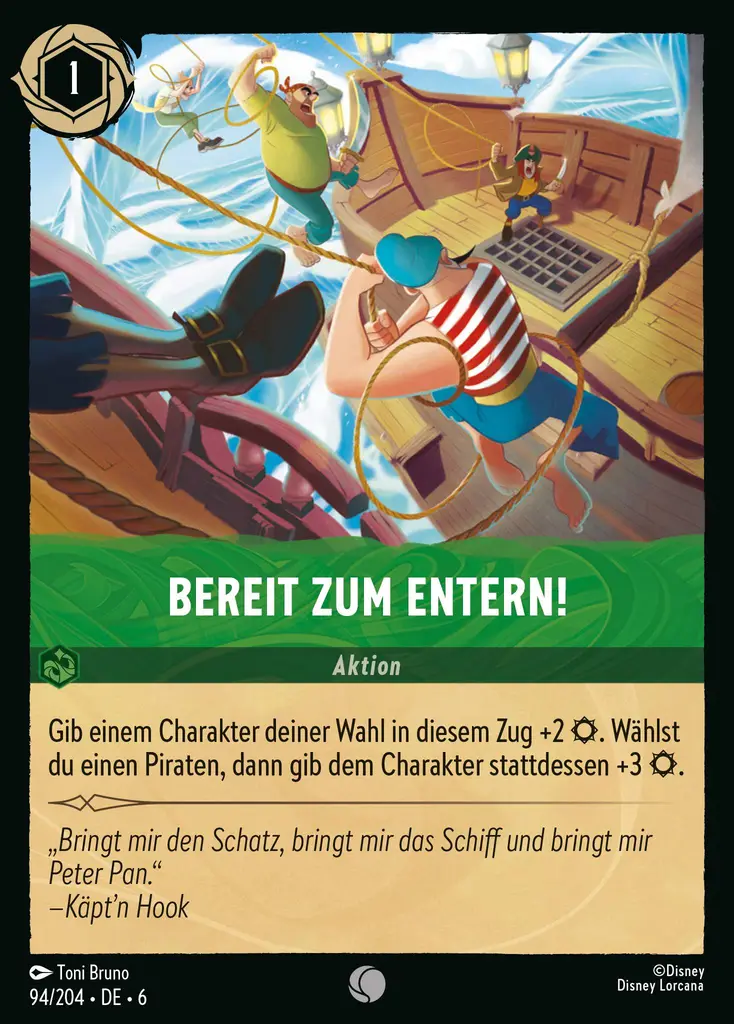 1
BEREIT ZUM ENTERN!
Aktion
Gib einem Charakter deiner Wahl in diesem Zug +2 . Wählst
du einen Piraten, dann gib dem Charakter stattdessen +3 .
„Bringt mir den Schatz, bringt mir das Schiff und bringt mir
Peter Pan.“
–Käpt’n Hook
Toni Bruno
94/204 • DE • 6
©Disney
Disney Lorcana